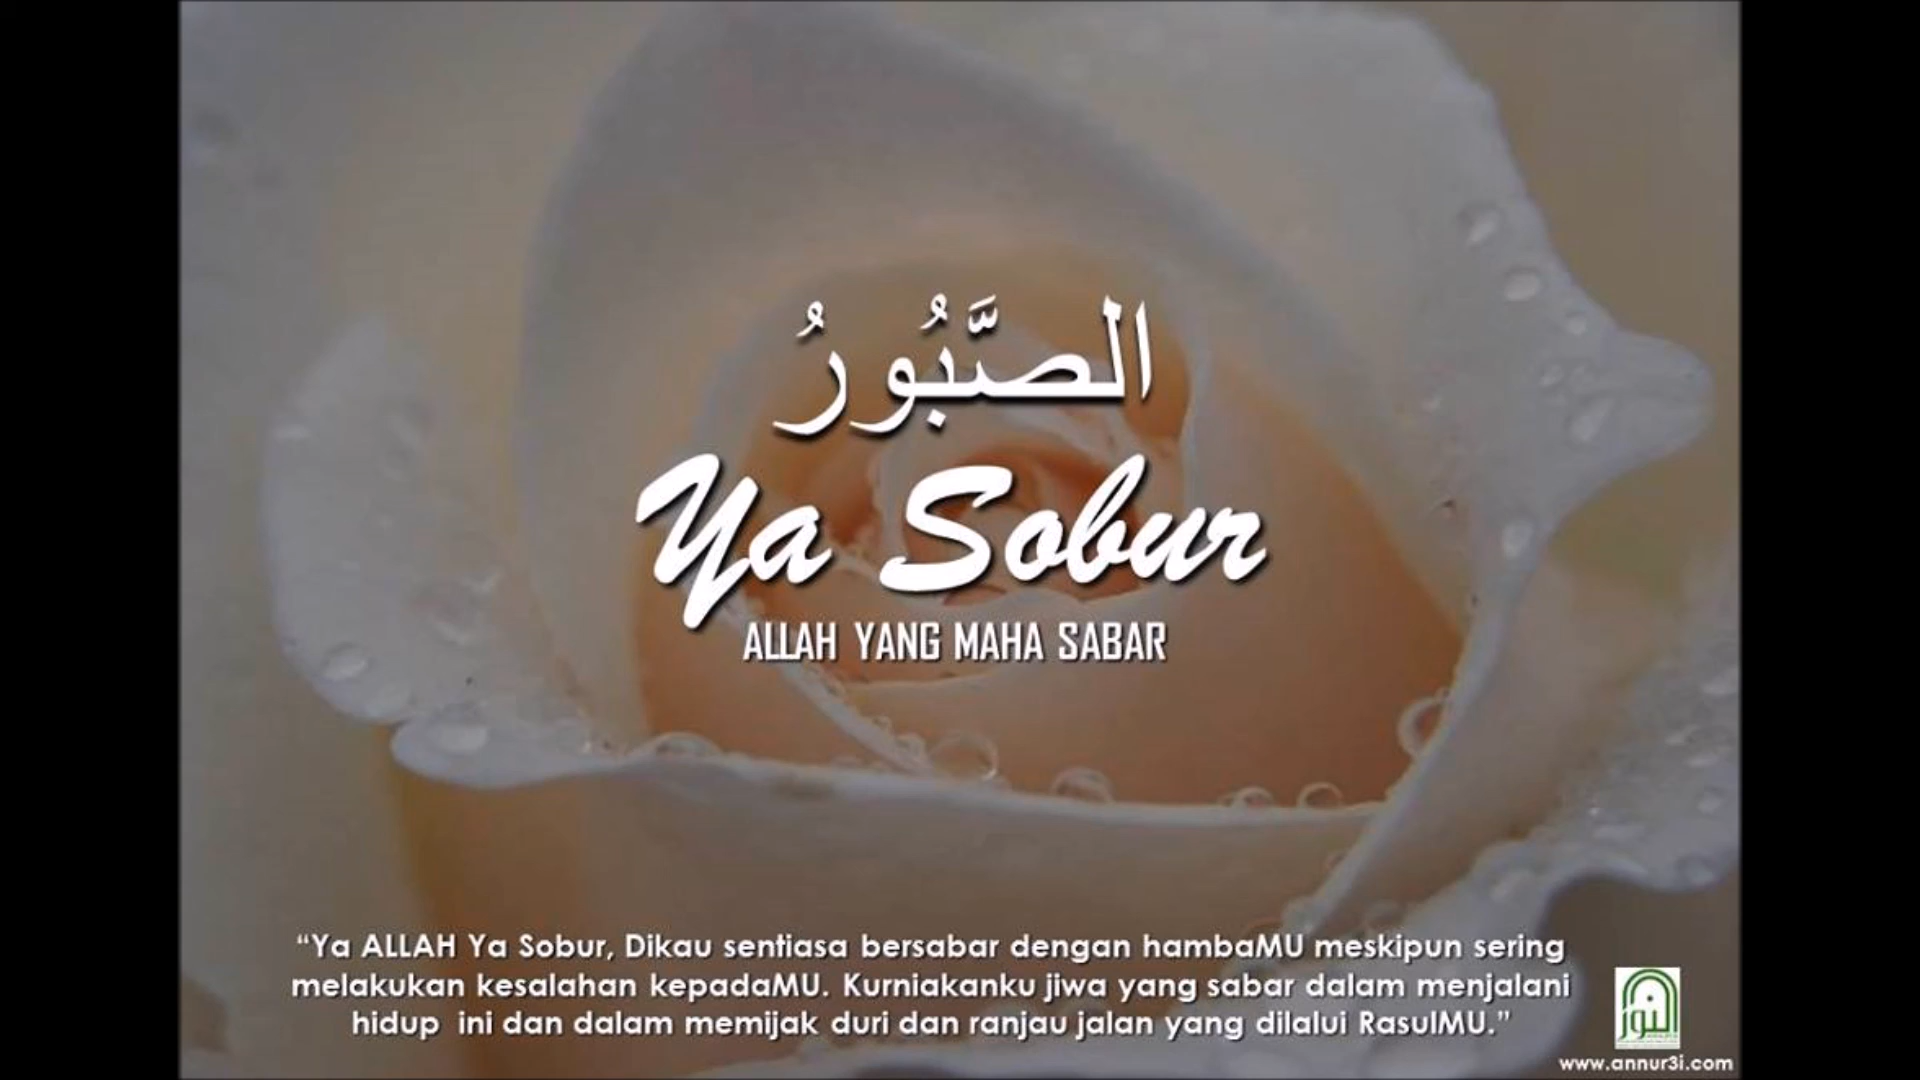 الصَّبُورُ
Ya Sobur
ALLAH YANG MAHA SABAR
“Ya ALLAH Ya Sobur, Dikau sentiasa bersabar dengan hambaMU meskipun sering
melakukan kesalahan kepadaMU. Kurniakanku jiwa yang sabar dalam menjalani
hidup ini dan dalam memijak duri dan ranjau jalan yang dilalui RasulMU.”
النور
www.annur3i.com